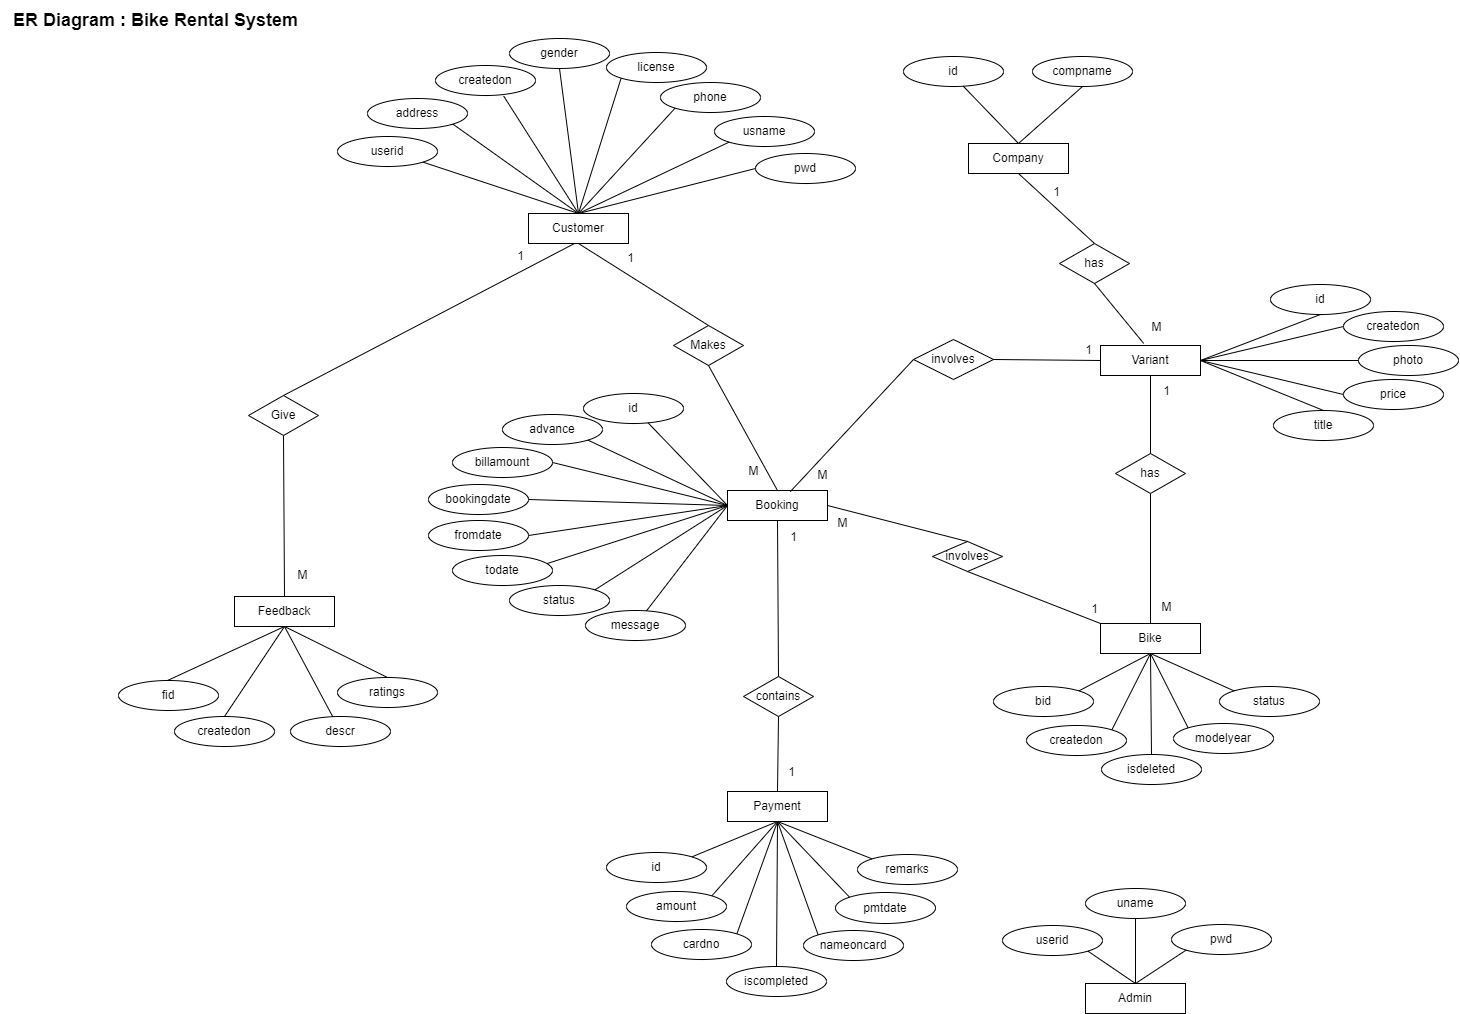 ER Diagram : Bike Rental System
gender
license
createdon
phone
address
usname
userid
pwd
Customer
1
1
id
compname
Company
1
has
M
id
createdon
photo
price
title
Variant
1
1
involves
Makes
Give
M
M
id
advance
billamount
bookingdate
fromdate
todate
status
message
Booking
1
M
involves
1
has
M
Bike
bid
status
createdon
modelyear
isdeleted
M
Feedback
fid
ratings
createdon
descr
contains
1
Payment
id
remarks
amount
pmtdate
cardno
nameoncard
iscompleted
uname
userid
pwd
Admin